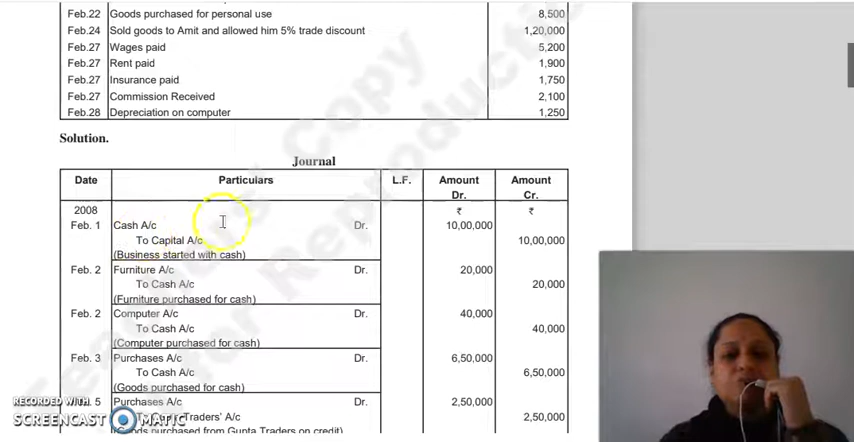 Feb.22 Goods purchased for personal use 8,500
Feb.24 Sold goods to Amit and allowed him 5% trade discount 1,20,000
Feb.27 Wages paid 5,200
Feb.27 Rent paid 1,900
Feb.27 Insurance paid 1,750
Feb.27 Commission Received 2,100
Feb.28 Depreciation on computer 1,250
Solution.
Journal
Date Particulars L.F. Amount Amount
Dr. Cr.
2008 ₹ ₹
Feb. 1 Cash A/c Dr. 10,00,000
To Capital A/c 10,00,000
(Business started with cash)
Feb. 2 Furniture A/c Dr. 20,000
To Cash A/c 20,000
(Furniture purchased for cash)
Feb. 2 Computer A/c Dr. 40,000
To Cash A/c 40,000
(Computer purchased for cash)
Feb. 3 Purchases A/c Dr. 6,50,000
To Cash A/c 6,50,000
(Goods purchased for cash)
5 Purchases A/c Dr. 2,50,000
Traders' A/c 2,50,000
purchased from Gupta Traders on credit)
RECORDED WITH
SCREENCAST MATIC
Teachers' Copy
for Reproduction